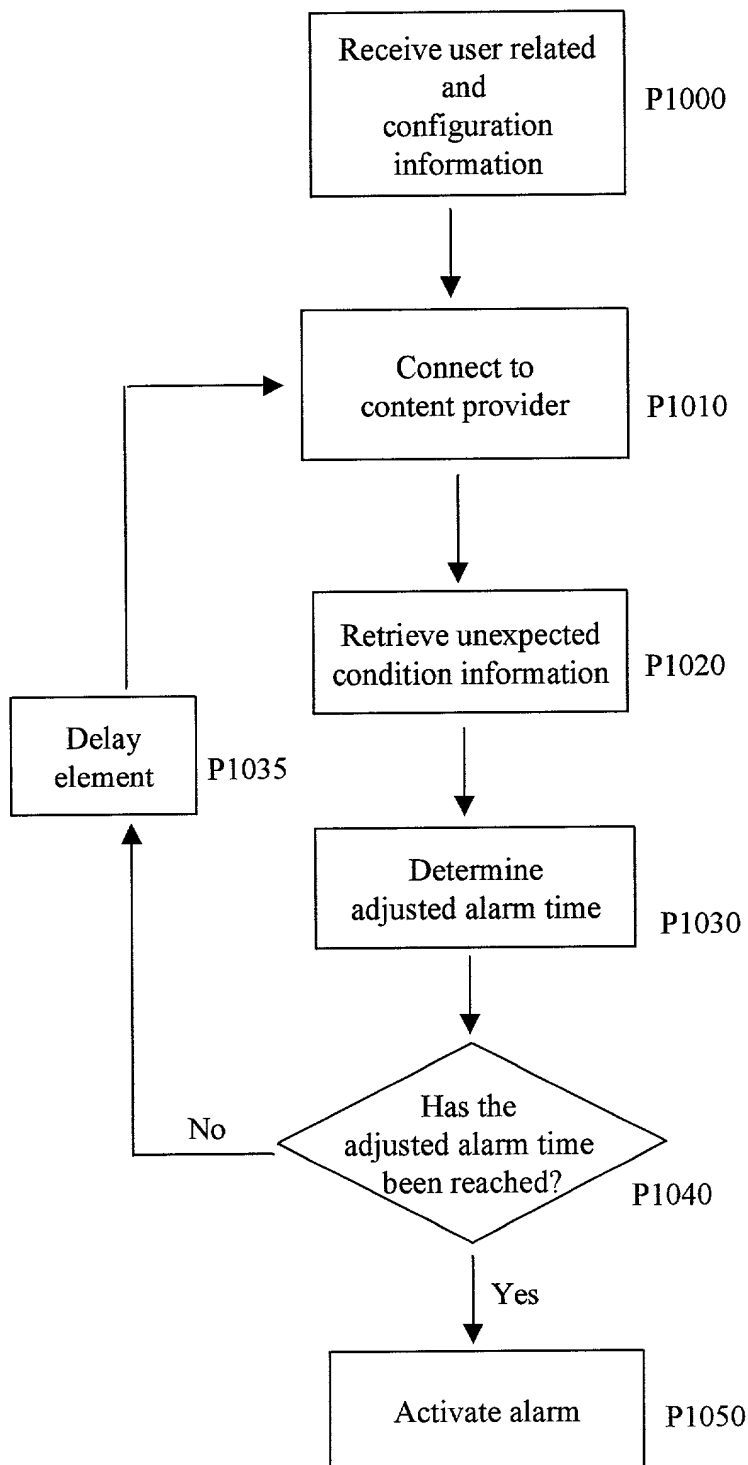 Receive user related
and
configuration
information
P1000
Connect to
content provider
P1010
Retrieve unexpected
condition information
P1020
Delay
element
P1035
Determine
adjusted alarm time
P1030
Has the
adjusted alarm time
been reached?
P1040
No
Yes
Activate alarm
P1050